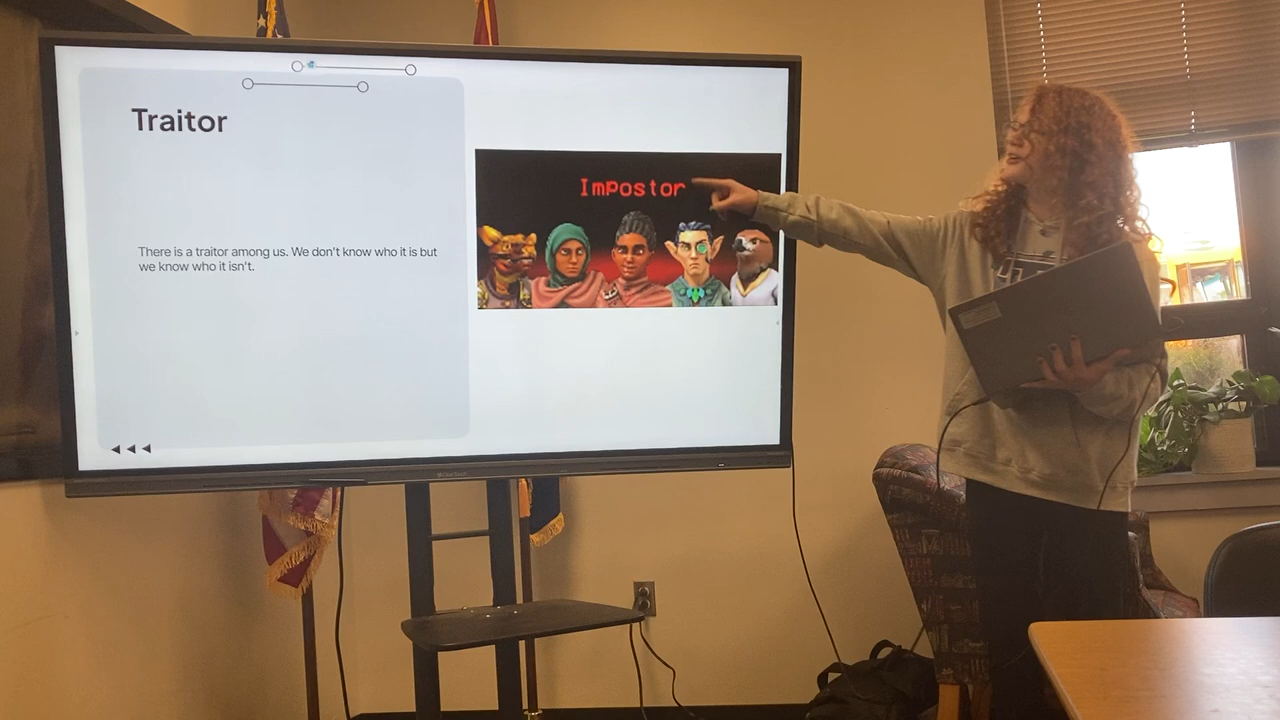 Traitor
There is a traitor among us. We don't know who it is but
we know who it isn't.
Impostor